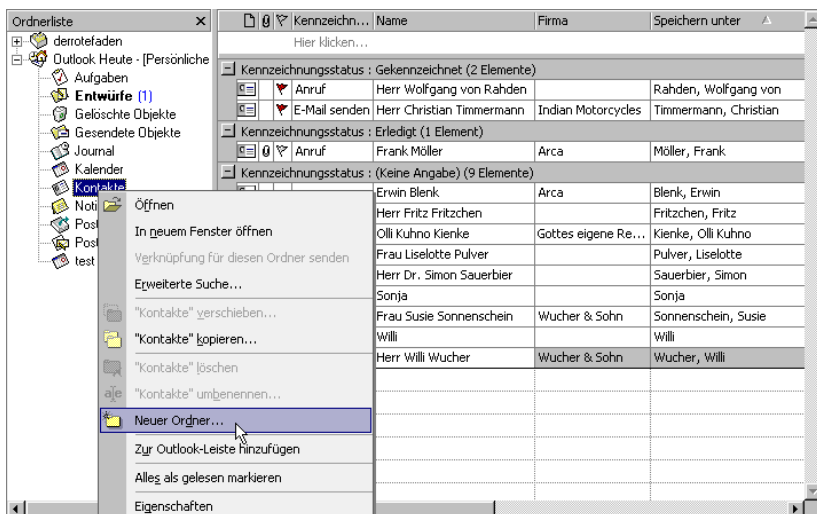 Ordnerliste
derrotefaden
Outlook Heute - [Persönliche
Aufgaben
Entwürfe (1)
Gelöschte Objekte
Gesendete Objekte
Journal
Kalender
Kontakte
Noti
Post
Post
test
Öffnen
In neuem Fenster öffnen
Verknüpfung für diesen Ordner senden
Erweiterte Suche...
"Kontakte" verschieben...
"Kontakte" kopieren...
"Kontakte" löschen
"Kontakte" umbenennen...
Neuer Ordner...
Zur Outlook-Leiste hinzufügen
Alles als gelesen markieren
Eigenschaften
Kennzeichn... Name Firma Speichern unter
Hier klicken...
Kennzeichnungsstatus : Gekennzeichnet (2 Elemente)
Anruf Herr Wolfgang von Rahden Rahden, Wolfgang von
E-Mail senden Herr Christian Timmermann Indian Motorcycles Timmermann, Christian
Kennzeichnungsstatus : Erledigt (1 Element)
Anruf Frank Möller Arca Möller, Frank
Kennzeichnungsstatus : (Keine Angabe) (9 Elemente)
Erwin Blenk Arca Blenk, Erwin
Herr Fritz Fritzchen Fritzchen, Fritz
Olli Kuhno Kienke Gottes eigene Re... Kienke, Olli Kuhno
Frau Liselotte Pulver Pulver, Liselotte
Herr Dr. Simon Sauerbier Sauerbier, Simon
Sonja Sonja
Frau Susie Sonnenschein Wucher & Sohn Sonnenschein, Susie
Willi Willi
Herr Willi Wucher Wucher & Sohn Wucher, Willi